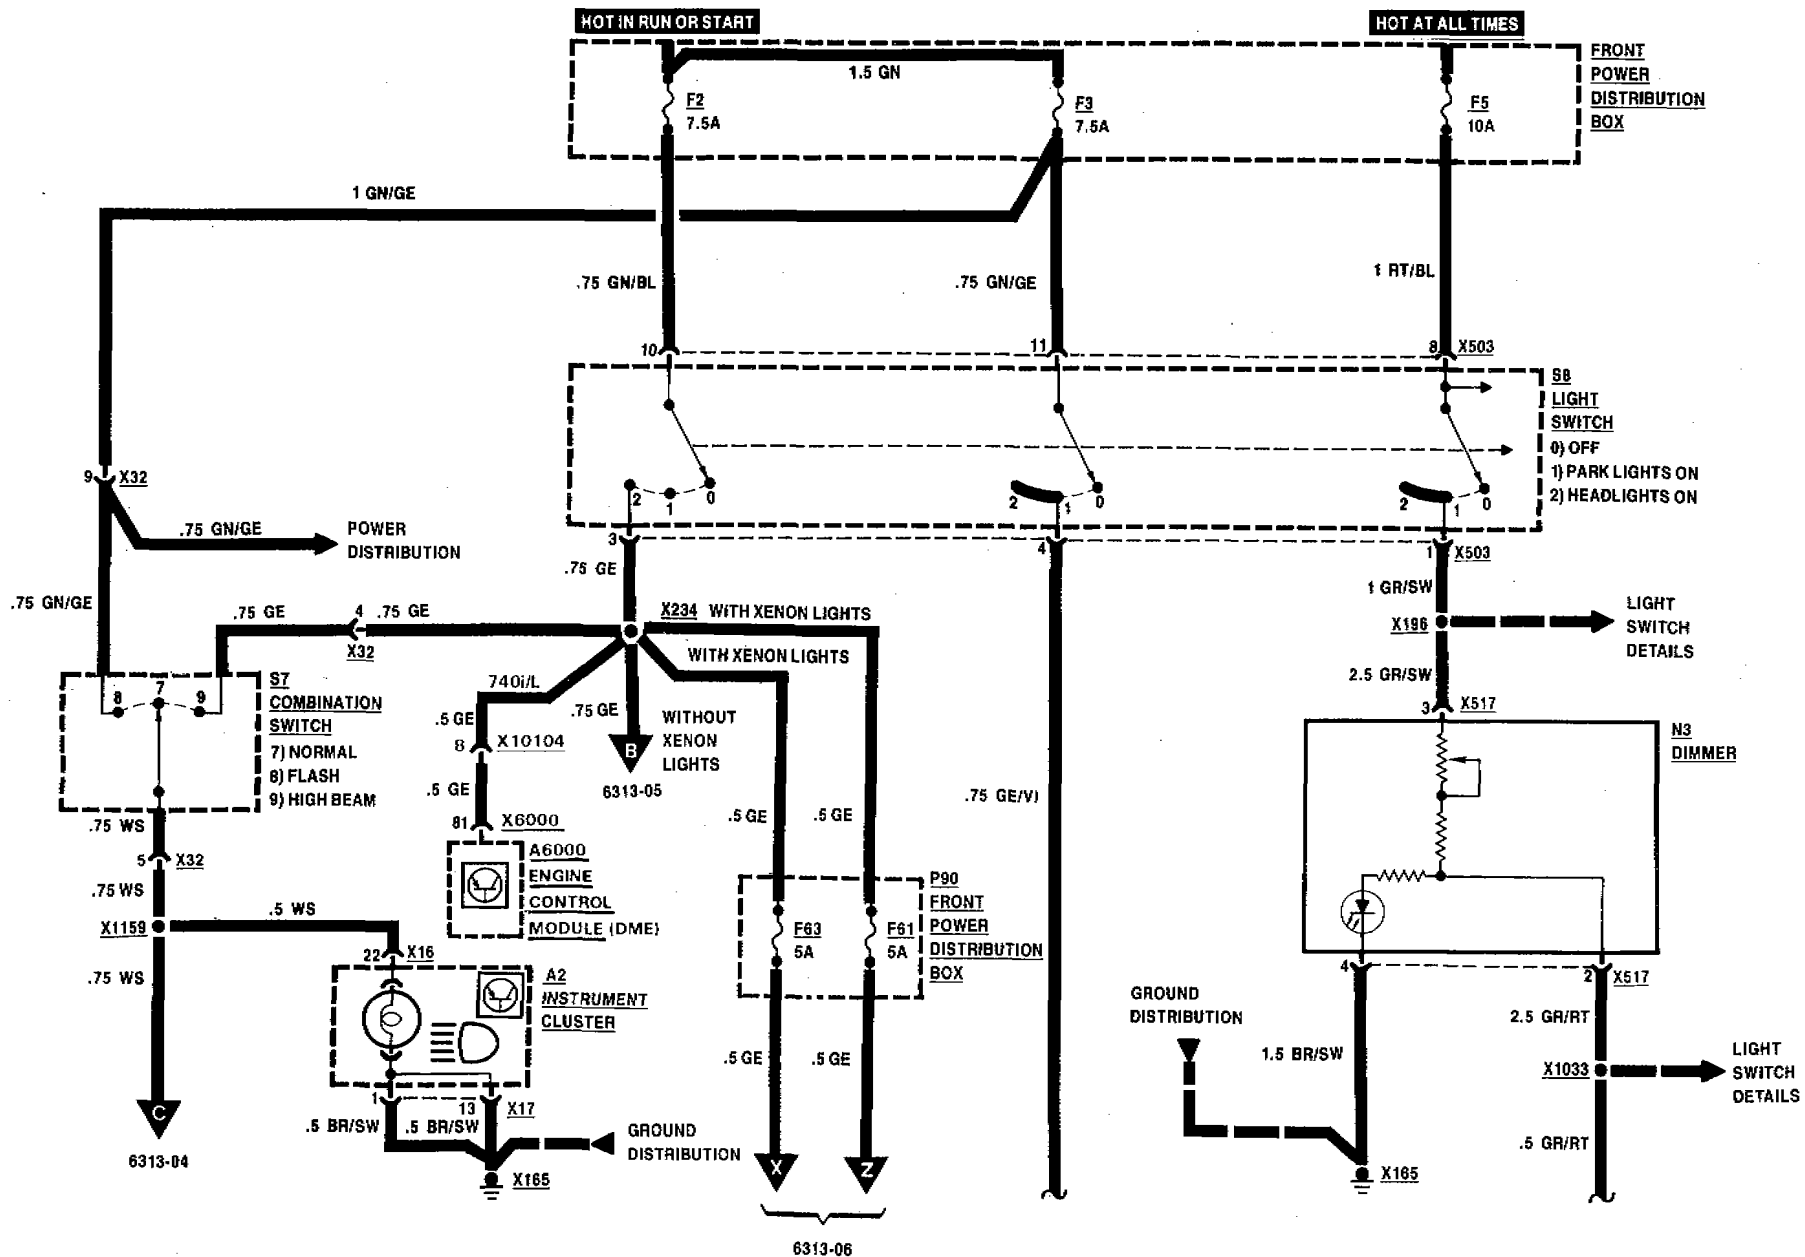 HOT IN RUN OR START
HOT AT ALL TIMES
FRONT
POWER
DISTRIBUTION
BOX
1.5 GN
F2
7.5A
F3
7.5A
F5
10A
1 GN/GE
.75 GN/BL
.75 GN/GE
1 RT/BL
10
11
8
X503
S8
LIGHT
SWITCH
0) OFF
1) PARK LIGHTS ON
2) HEADLIGHTS ON
2
1
0
2
1
0
2
1
0
9
X32
.75 GN/GE
POWER
DISTRIBUTION
3
4
1
X503
.75 GE
1 GR/SW
.75 GN/GE
.75 GE
4
.75 GE
X32
X234
WITH XENON LIGHTS
WITH XENON LIGHTS
X196
LIGHT
SWITCH
DETAILS
2.5 GR/SW
3
X517
S7
COMBINATION
SWITCH
7) NORMAL
8) FLASH
9) HIGH BEAM
8
7
9
740i/L
.5 GE
8
X10104
.75 GE
WITHOUT
XENON
LIGHTS
B
6313-05
N3
DIMMER
.5 GE
81
X6000
.5 GE
.5 GE
.75 GE/VI
.75 WS
5
X32
.75 WS
A6000
ENGINE
CONTROL
MODULE (DME)
P90
FRONT
POWER
DISTRIBUTION
BOX
F63
5A
F61
5A
X1159
.5 WS
22
X16
.75 WS
A2
INSTRUMENT
CLUSTER
4
2
X517
GROUND
DISTRIBUTION
2.5 GR/RT
.5 GE
.5 GE
1.5 BR/SW
X1033
LIGHT
SWITCH
DETAILS
1
13
X17
.5 BR/SW
.5 BR/SW
C
6313-04
GROUND
DISTRIBUTION
X165
X
Z
6313-06
.5 GR/RT
X165